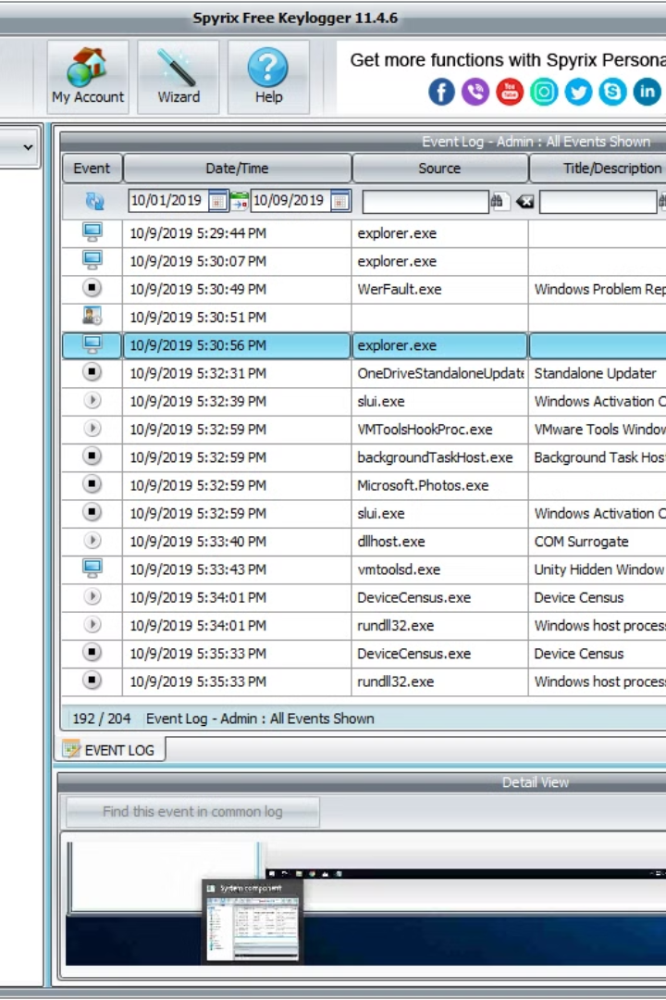 Spyrix Free Keylogger 11.4.6
Get more functions with Spyrix Persona
My Account Wizard Help
Event Log - Admin : All Events Shown
Event Date/Time Source Title/Description
10/01/2019 10/09/2019
10/9/2019 5:29:44 PM explorer.exe
10/9/2019 5:30:07 PM explorer.exe
10/9/2019 5:30:49 PM WerFault.exe Windows Problem Rep
10/9/2019 5:30:51 PM
10/9/2019 5:30:56 PM explorer.exe
10/9/2019 5:32:31 PM OneDriveStandaloneUpdate Standalone Updater
10/9/2019 5:32:39 PM slui.exe Windows Activation C
10/9/2019 5:32:59 PM VMToolsHookProc.exe VMware Tools Window
10/9/2019 5:32:59 PM backgroundTaskHost.exe Background Task Host
10/9/2019 5:32:59 PM Microsoft.Photos.exe
10/9/2019 5:32:59 PM slui.exe Windows Activation C
10/9/2019 5:33:40 PM dllhost.exe COM Surrogate
10/9/2019 5:33:43 PM vmtoolsd.exe Unity Hidden Window
10/9/2019 5:34:01 PM DeviceCensus.exe Device Census
10/9/2019 5:34:01 PM rundll32.exe Windows host process
10/9/2019 5:35:33 PM DeviceCensus.exe Device Census
10/9/2019 5:35:33 PM rundll32.exe Windows host process
192 / 204 Event Log - Admin : All Events Shown
EVENT LOG
Detail View
Find this event in common log
System component